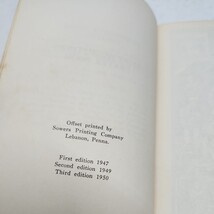 Offset printed by
Sowers Printing Company
Lebanon, Penna.
First edition 1947
Second edition 1949
Third edition 1950